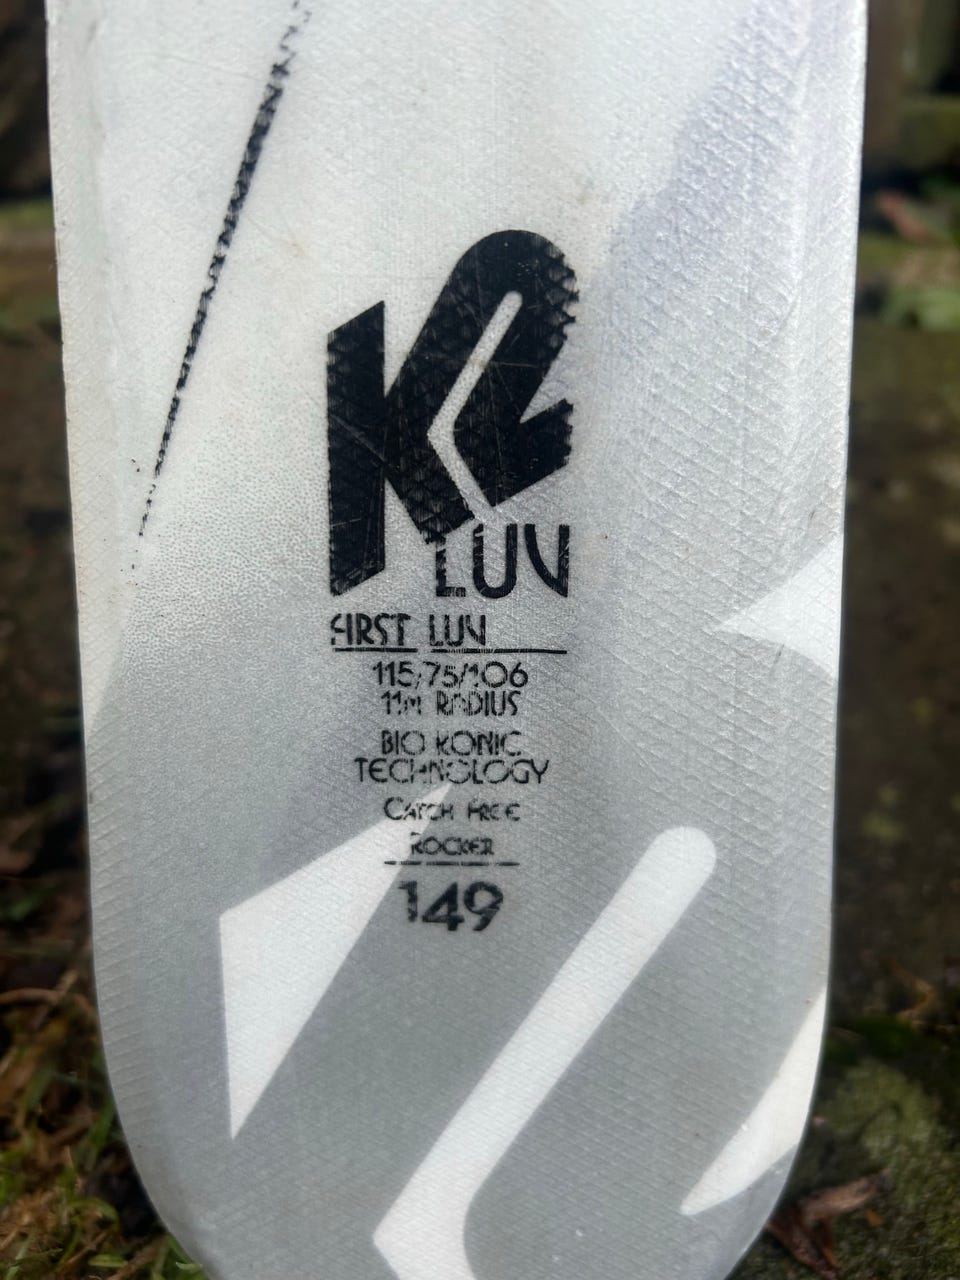 K2
LUV
FIRST LUV
115/75/106
11m RADIUS
BIO KONIC
TECHNOLOGY
CATCH FREE
ROCKER
149